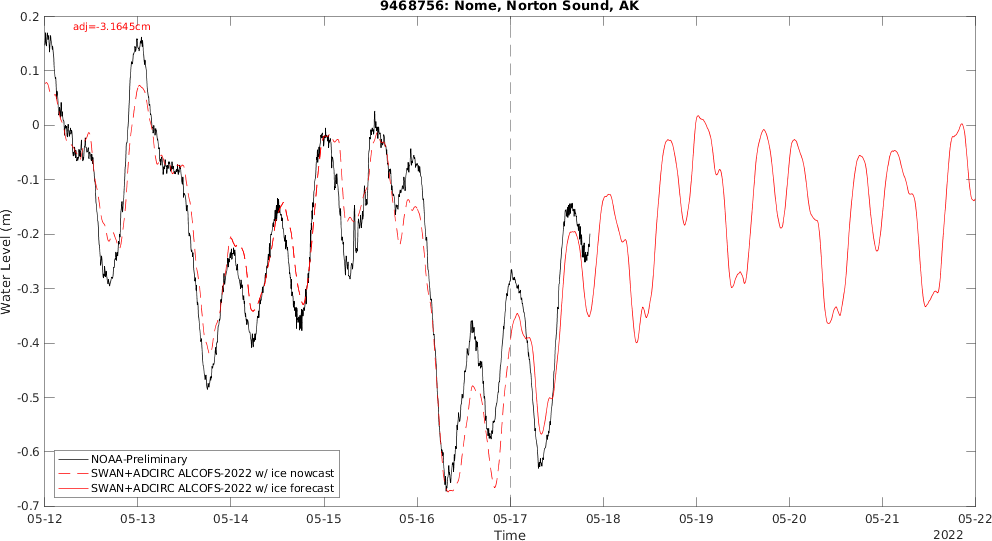 9468756: Nome, Norton Sound, AK
adj=-3.1645cm
Water Level (m)
0.2
0.1
0
-0.1
-0.2
-0.3
-0.4
-0.5
-0.6
-0.7
NOAA-Preliminary
SWAN+ADCIRC ALCOFS-2022 w/ ice nowcast
SWAN+ADCIRC ALCOFS-2022 w/ ice forecast
05-12 05-13 05-14 05-15 05-16 05-17 05-18 05-19 05-20 05-21 05-22
Time
2022